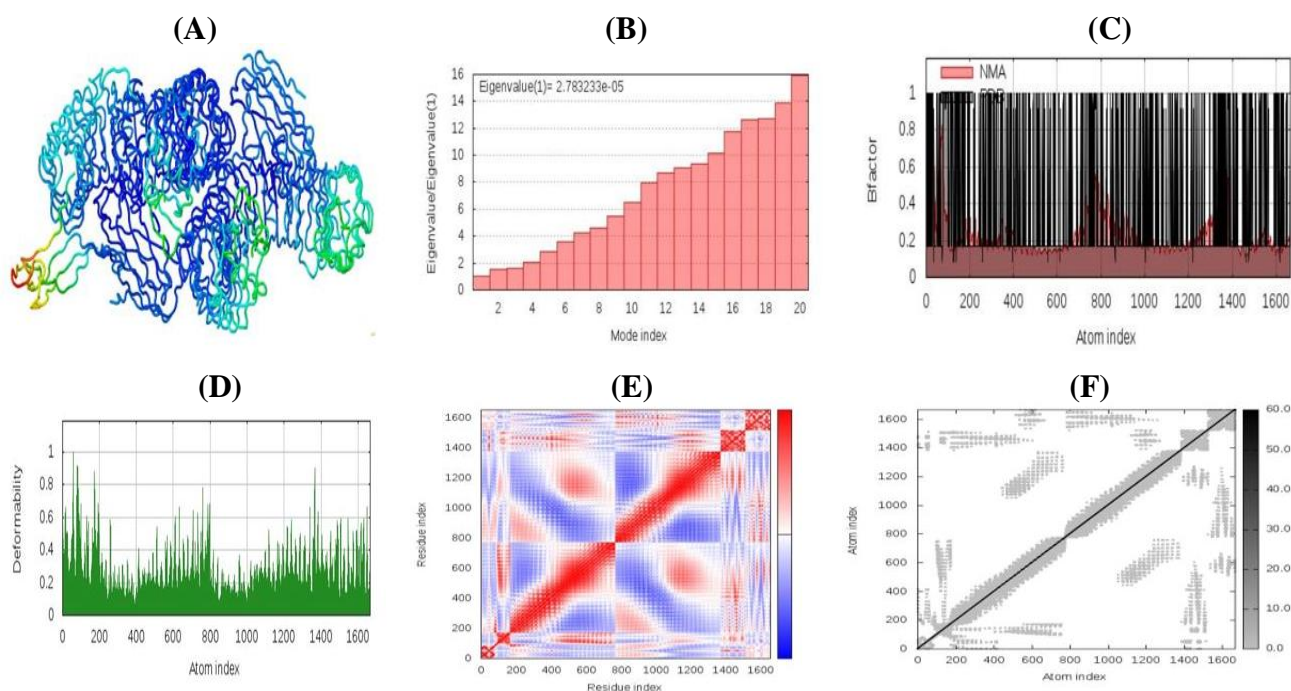 (A)
(B)
(C)
Eigenvalue(1)= 2.783233e-05
Eigenvalue/Eigenvalue(1)
16
14
12
10
8
6
4
2
0
2 4 6 8 10 12 14 16 18 20
Mode index
NMA
Bfactor
1
0.8
0.6
0.4
0.2
0
0 200 400 600 800 1000 1200 1400 1600
Atom index
(D)
(E)
(F)
Deformability
1
0.8
0.6
0.4
0.2
0
0 200 400 600 800 1000 1200 1400 1600
Atom index
Residue index
1600
1400
1200
1000
800
600
400
200
0
0 200 400 600 800 1000 1200 1400 1600
Residue index
Atom index
1600
1400
1200
1000
800
600
400
200
0
0 200 400 600 800 1000 1200 1400 1600
Atom index
60.
50.0
40.0
30.0
20.0
10.0
0.0